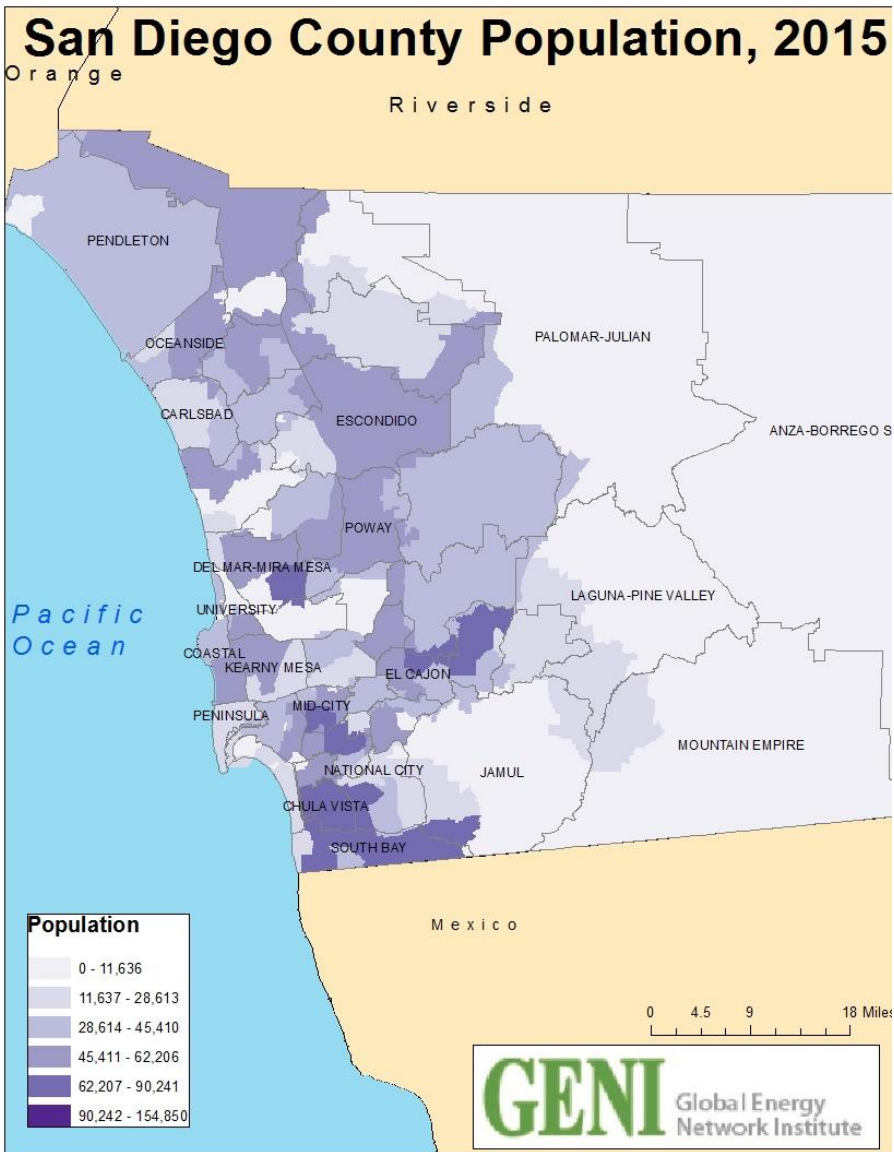 San Diego County Population, 2015
Orange
Riverside
PENDLETON
OCEANSIDE
PALOMAR-JULIAN
CARLSBAD
ESCONDIDO
ANZA-BORREGO S
POWAY
DEL MAR-MIRA MESA
LAGUNA-PINE VALLEY
UNIVERSITY
Pacific
Ocean
COASTAL
KEARNY MESA
EL CAJON
MID-CITY
PENINSULA
MOUNTAIN EMPIRE
NATIONAL CITY
JAMUL
CHULA VISTA
SOUTH BAY
Mexico
Population
0 - 11,636
11,637 - 28,613
28,614 - 45,410
45,411 - 62,206
62,207 - 90,241
90,242 - 154,850
0 4.5 9 18 Miles
GENI
Global Energy
Network Institute